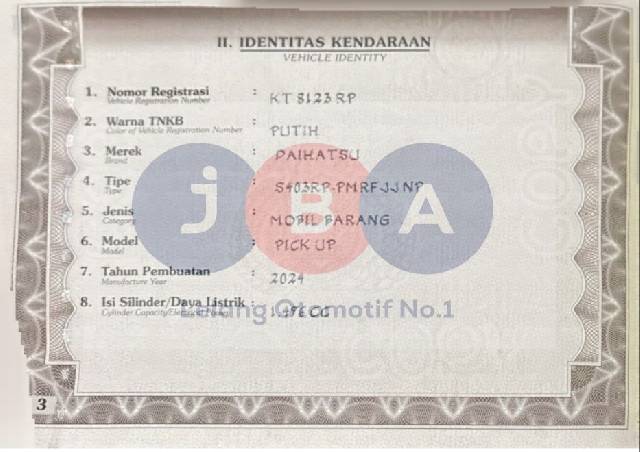 II. IDENTITAS KENDARAAN
VEHICLE IDENTITY
1. Nomor Registrasi : KT 8123 RP
Vehicle Registration Number
2. Warna TNKB : PUTIH
Color of Vehicle Registration Number
3. Merek : DAIHATSU
Brand
4. Tipe : S403RP-PMRFJJ NP
Type
5. Jenis : MOBIL BARANG
Category
6. Model : PICK UP
Model
7. Tahun Pembuatan : 2024
Manufacture Year
8. Isi Silinder/Daya Listrik :
Cylinder Capacity/Electrical Power
JBA
Lelang Otomotif No.1
3